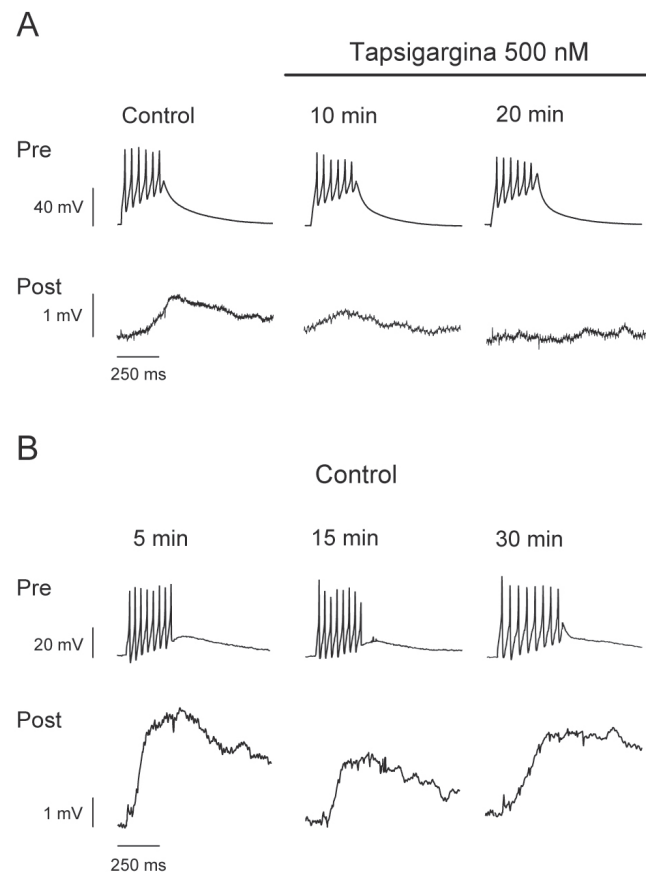 A
Tapsigargina 500 nM
Control
10 min
20 min
Pre
40 mV
Post
1 mV
250 ms
B
Control
5 min
15 min
30 min
Pre
20 mV
Post
1 mV
250 ms